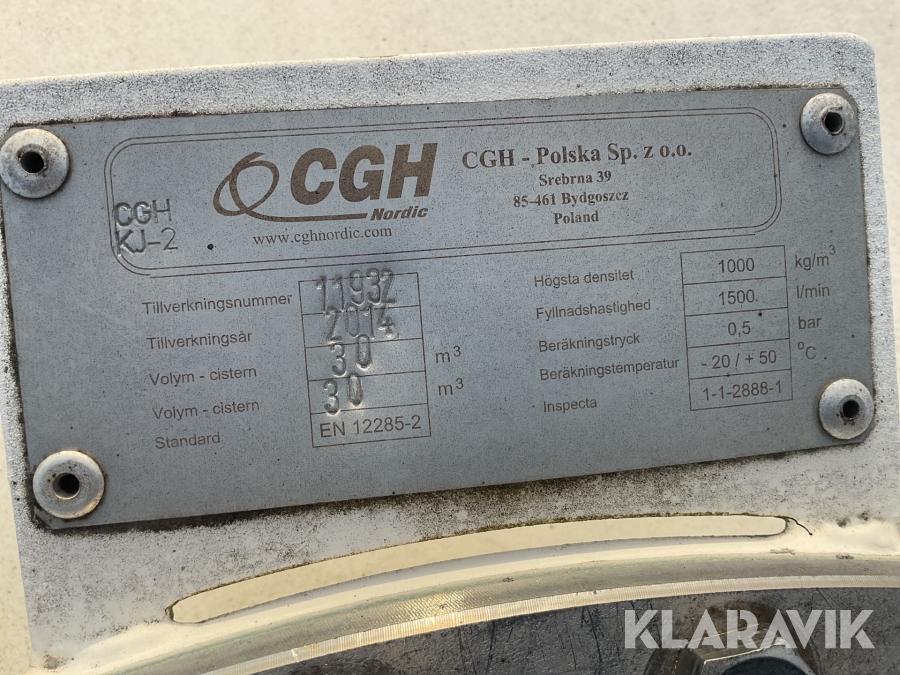 CGH
KJ-2
CGH
Nordic
www.cghnordic.com
CGH - Polska Sp. z o.o.
Srebrna 39
85-461 Bydgoszcz
Poland
Tillverkningsnummer 11932
Tillverkningsår 2014
Volym - cistern 30 m³
Volym - cistern 30 m³
Standard EN 12285-2
Högsta densitet 1000 kg/m³
Fyllnadshastighed 1500 l/min
Beräkningstryck 0,5 bar
Beräkningstemperatur - 20 / + 50 °C
Inspecta 1-1-2888-1
KLARAVIK